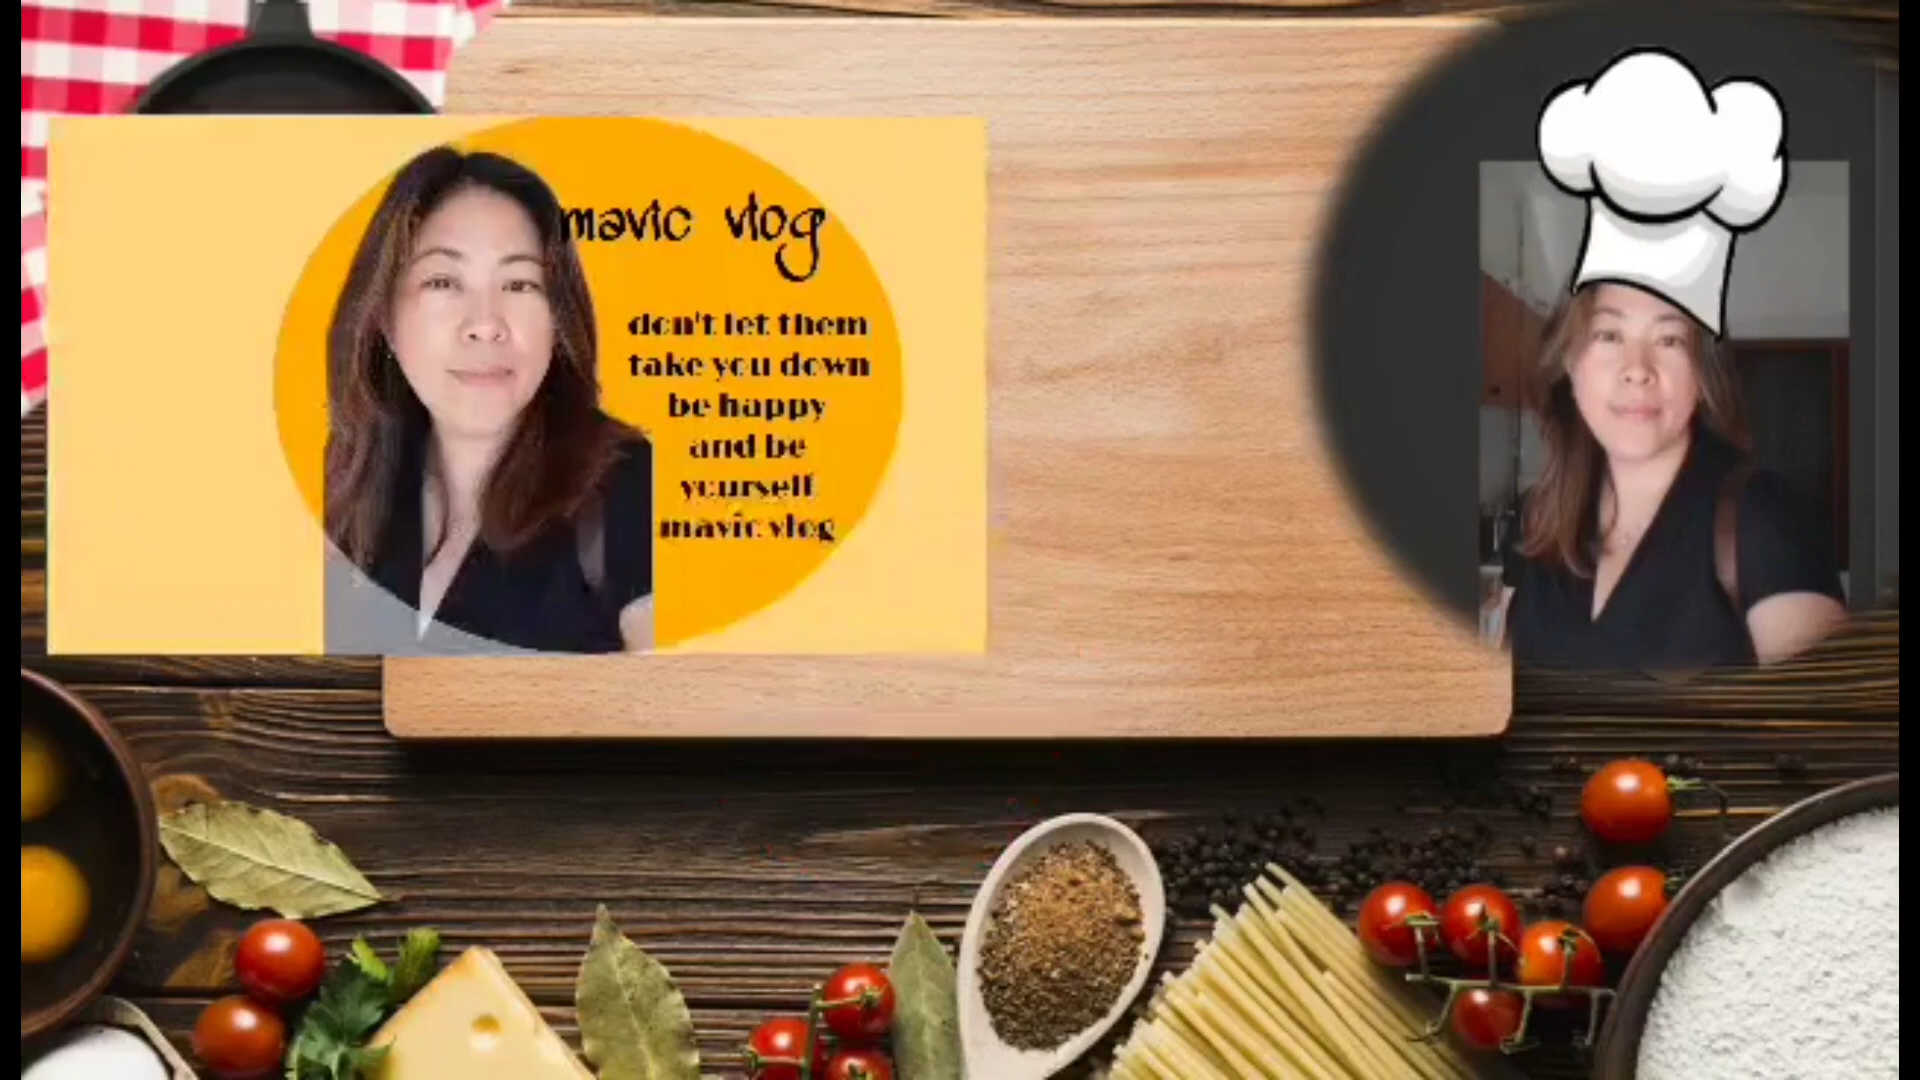 mavic vlog
don't let them
take you down
be happy
and be
yourself
mavic vlog